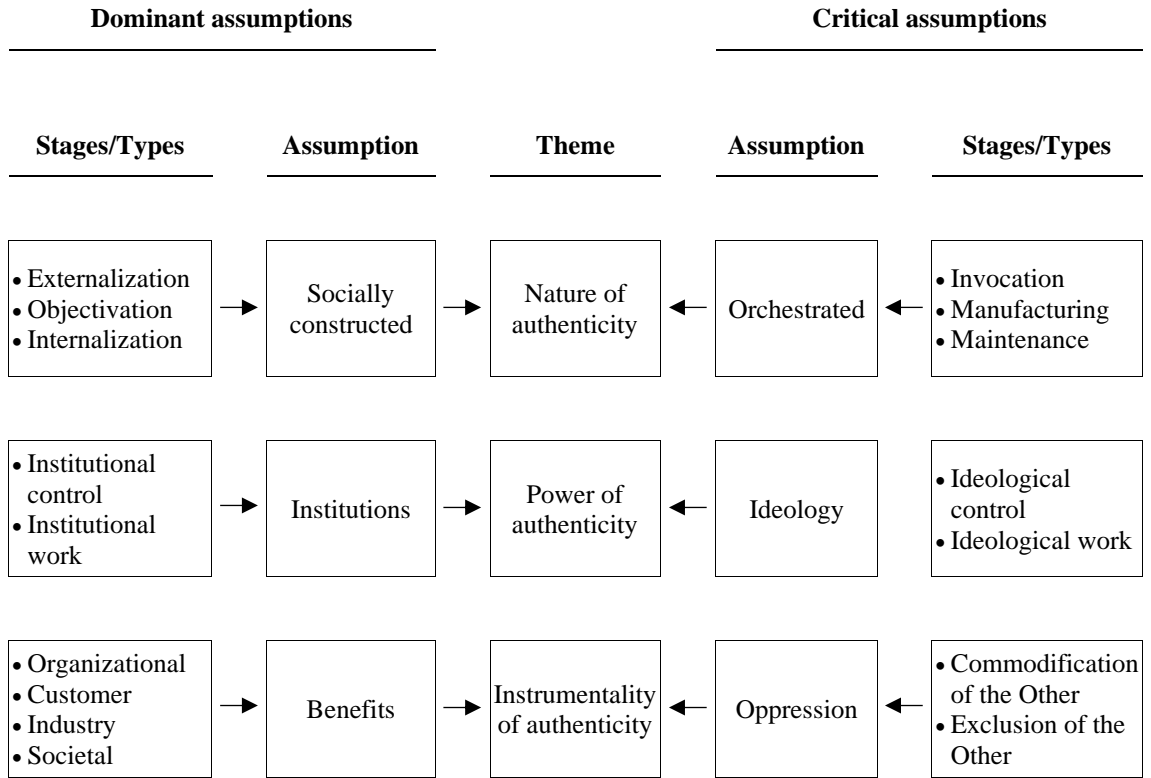 Dominant assumptions
Critical assumptions
Stages/Types
Assumption
Theme
Assumption
Stages/Types
• Externalization
• Objectivation
• Internalization
Socially
constructed
Nature of
authenticity
Orchestrated
• Invocation
• Manufacturing
• Maintenance
• Institutional
control
• Institutional
work
Institutions
Power of
authenticity
Ideology
• Ideological
control
• Ideological work
• Organizational
• Customer
• Industry
• Societal
Benefits
Instrumentality
of authenticity
Oppression
• Commodification
of the Other
• Exclusion of the
Other